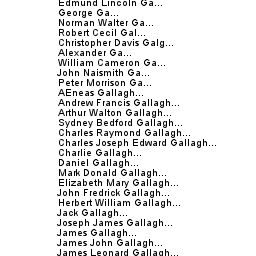 Edmund Lincoln Ga...
George Ga...
Norman Walter Ga...
Robert Cecil Gal...
Christopher Davis Galg...
Alexander Ga...
William Cameron Ga...
John Naismith Ga...
Peter Morrison Ga...
AEneas Gallagh...
Andrew Francis Gallagh...
Arthur Walton Gallagh...
Sydney Bedford Gallagh...
Charles Raymond Gallagh...
Charles Joseph Edward Gallagh...
Charlie Gallagh...
Daniel Gallagh...
Mark Donald Gallagh...
Elizabeth Mary Gallagh...
John Fredrick Gallagh...
Herbert William Gallagh...
Jack Gallagh...
Joseph James Gallagh...
James Gallagh...
James John Gallagh...
James Leonard Gallagh...